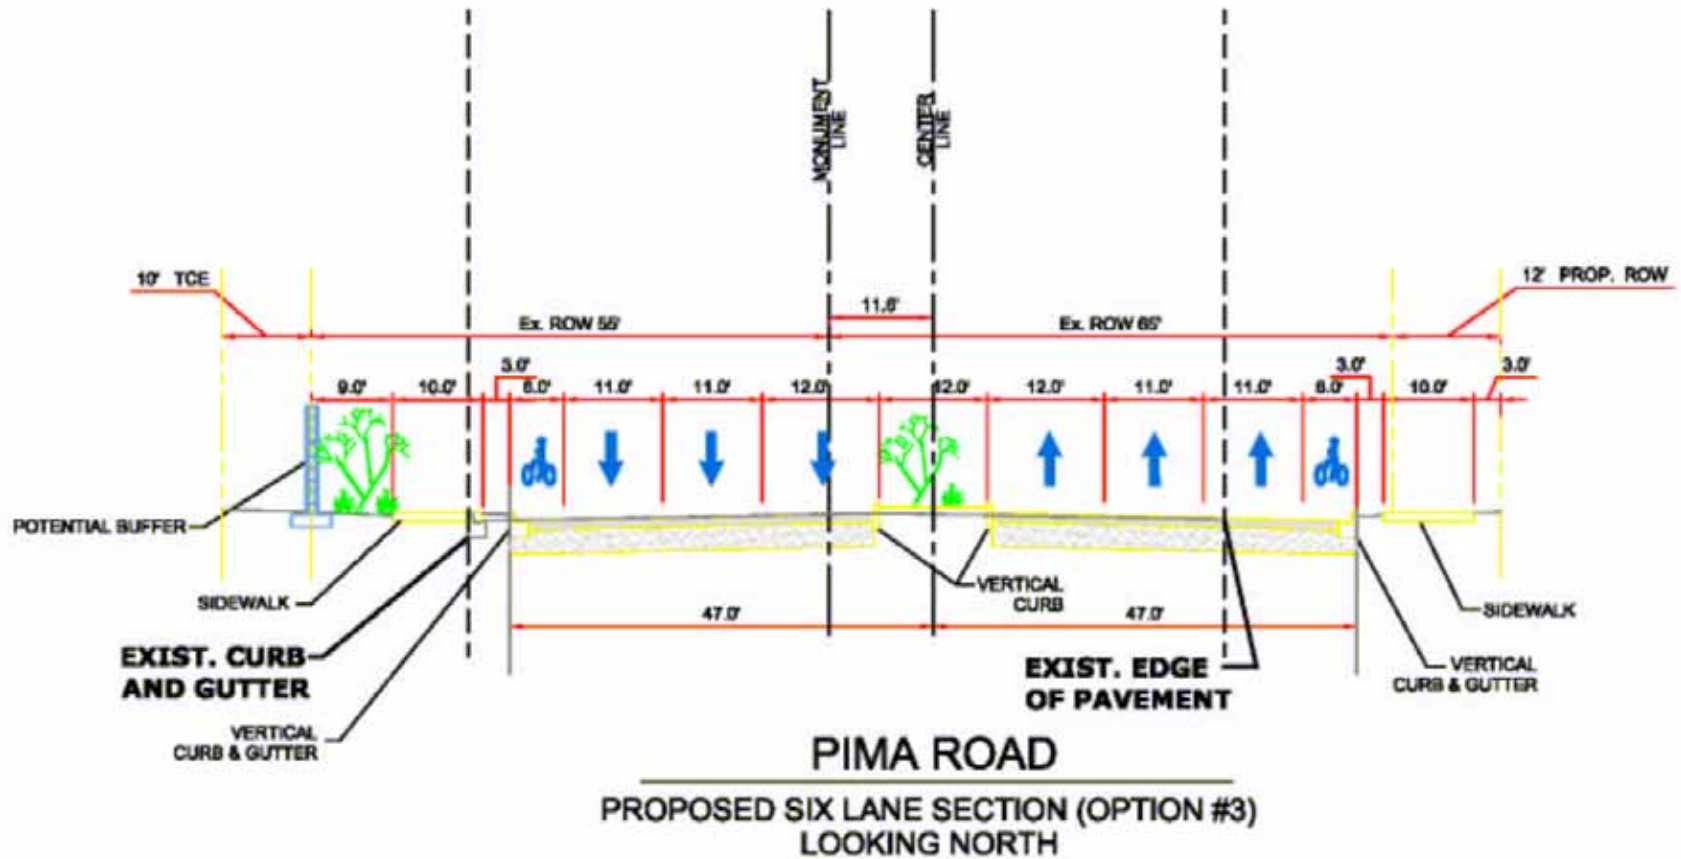 MONUMENT
LINE
CENTER
LINE
10' TCE
12' PROP. ROW
11.6'
Ex. ROW 55'
Ex. ROW 65'
3.0'
3.0'
3.0'
9.0'
10.0'
6.0'
11.0'
11.0'
12.0'
12.0'
12.0'
11.0'
11.0'
6.0'
10.0'
POTENTIAL BUFFER
SIDEWALK
VERTICAL
CURB
SIDEWALK
47.0'
47.0'
EXIST. CURB
AND GUTTER
EXIST. EDGE
OF PAVEMENT
VERTICAL
CURB & GUTTER
VERTICAL
CURB & GUTTER
PIMA ROAD
PROPOSED SIX LANE SECTION (OPTION #3)
LOOKING NORTH